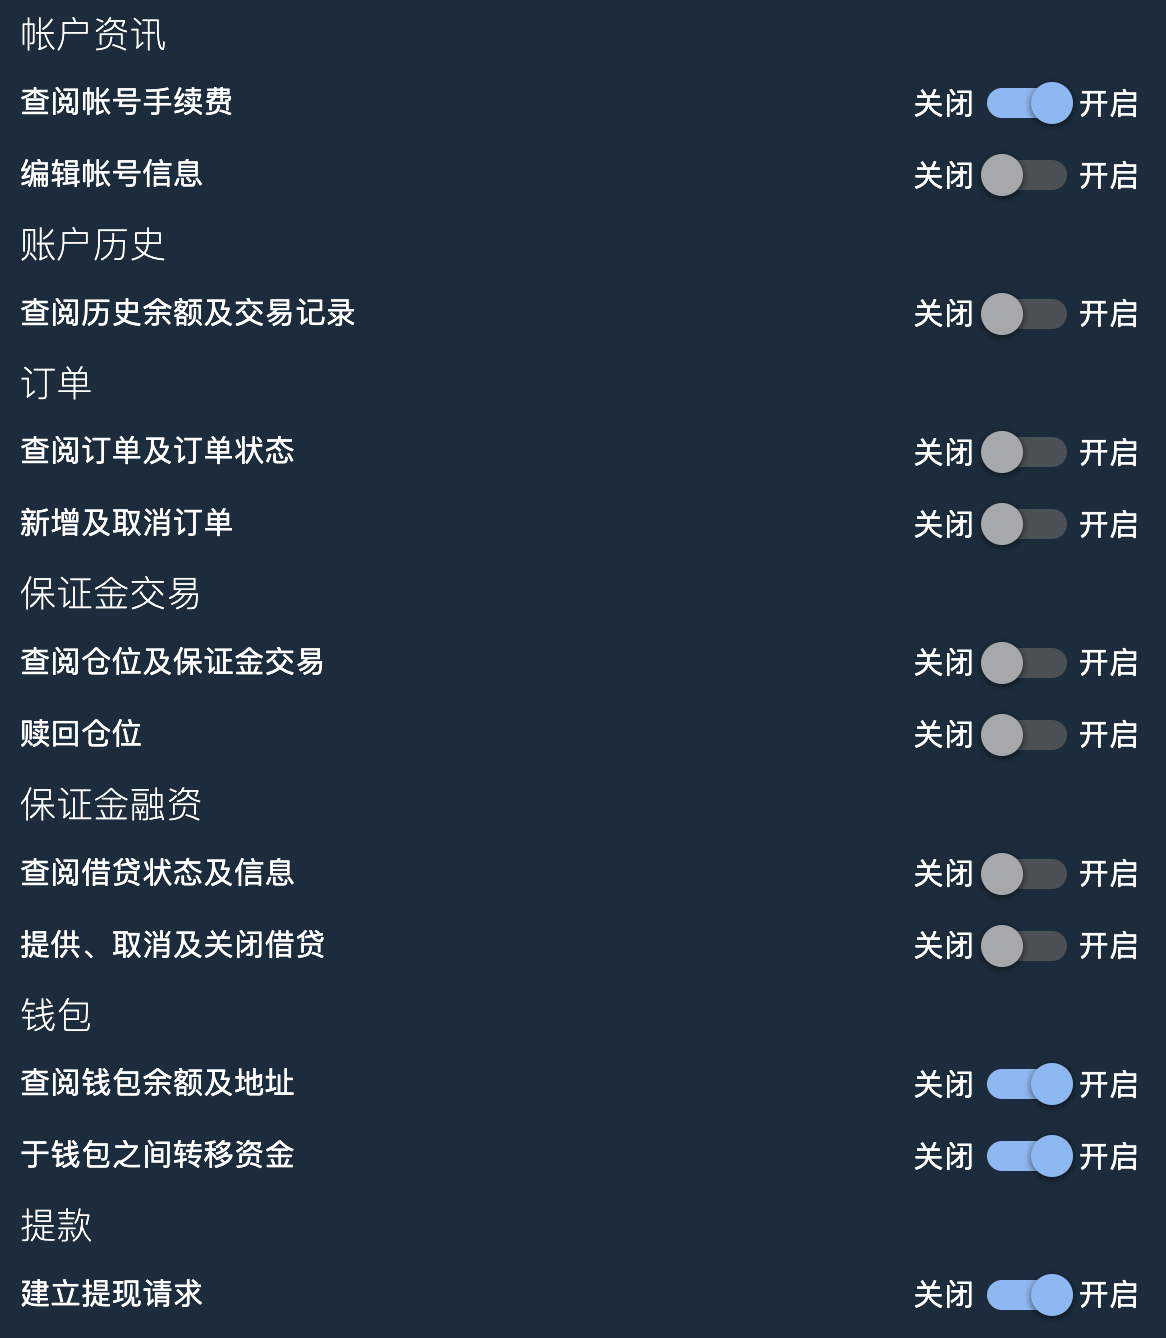 帐户资讯
查阅帐号手续费 关闭 开启
编辑帐号信息 关闭 开启
账户历史
查阅历史余额及交易记录 关闭 开启
订单
查阅订单及订单状态 关闭 开启
新增及取消订单 关闭 开启
保证金交易
查阅仓位及保证金交易 关闭 开启
赎回仓位 关闭 开启
保证金融资
查阅借贷状态及信息 关闭 开启
提供、取消及关闭借贷 关闭 开启
钱包
查阅钱包余额及地址 关闭 开启
于钱包之间转移资金 关闭 开启
提款
建立提现请求 关闭 开启